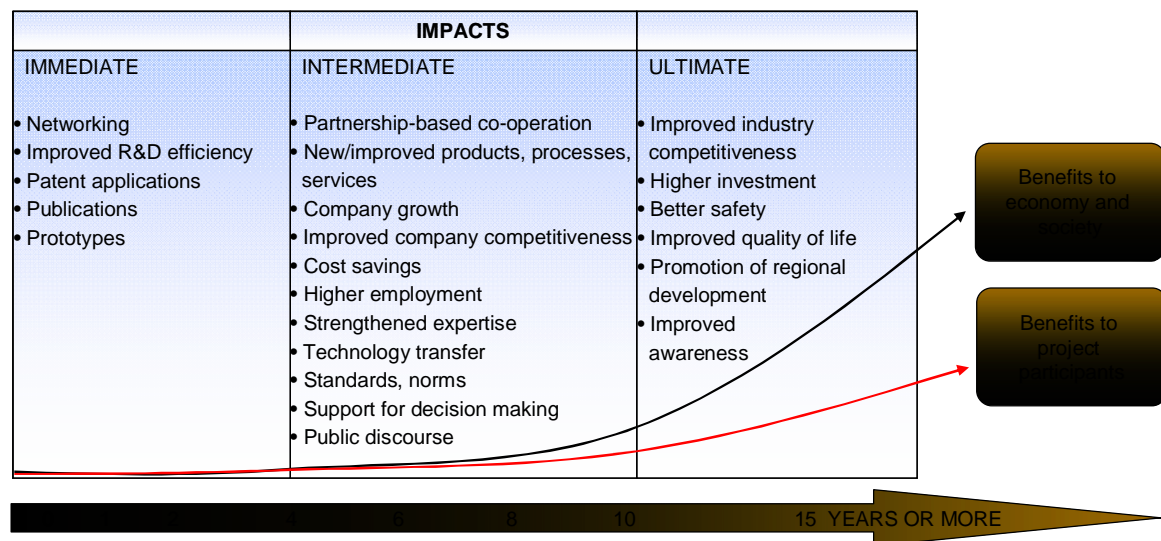 IMPACTS
IMMEDIATE
• Networking
• Improved R&D efficiency
• Patent applications
• Publications
• Prototypes
INTERMEDIATE
• Partnership-based co-operation
• New/improved products, processes,
services
• Company growth
• Improved company competitiveness
• Cost savings
• Higher employment
• Strengthened expertise
• Technology transfer
• Standards, norms
• Support for decision making
• Public discourse
ULTIMATE
• Improved industry
competitiveness
• Higher investment
• Better safety
• Improved quality of life
• Promotion of regional
development
• Improved
awareness
Benefits to
economy and
society
Benefits to
project
participants
2 4 6 8 10 15 YEARS OR MORE